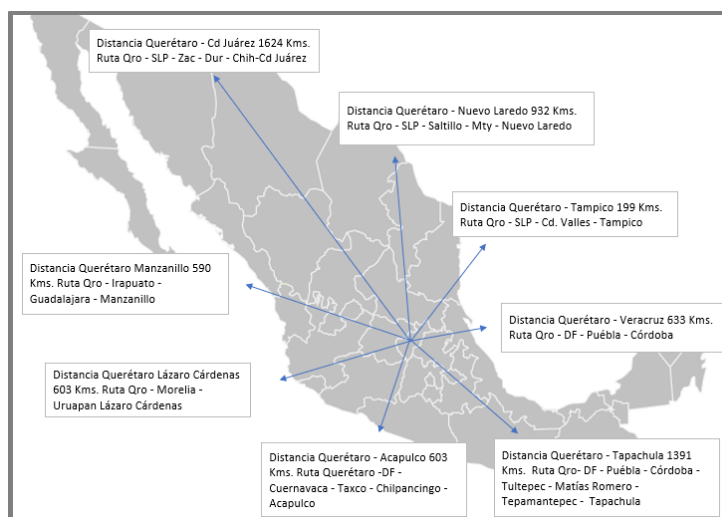 Distancia Querétaro - Cd Juárez 1624 Kms.
Ruta Qro - SLP - Zac - Dur - Chih-Cd Juárez
Distancia Querétaro - Nuevo Laredo 932 Kms.
Ruta Qro - SLP - Saltillo - Mty - Nuevo Laredo
Distancia Querétaro - Tampico 199 Kms.
Ruta Qro - SLP - Cd. Valles - Tampico
Distancia Querétaro Manzanillo 590
Kms. Ruta Qro - Irapuato -
Guadalajara - Manzanillo
Distancia Querétaro - Veracruz 633 Kms.
Ruta Qro - DF - Puébla - Córdoba
Distancia Querétaro Lázaro Cárdenas
603 Kms. Ruta Qro - Morelia -
Uruapan Lázaro Cárdenas
Distancia Querétaro - Acapulco 603
Kms. Ruta Querétaro -DF -
Cuernavaca - Taxco - Chilpancingo -
Acapulco
Distancia Querétaro - Tapachula 1391
Kms. Ruta Qro- DF - Puébla - Córdoba -
Tultepec - Matías Romero -
Tepamantepec - Tapachula